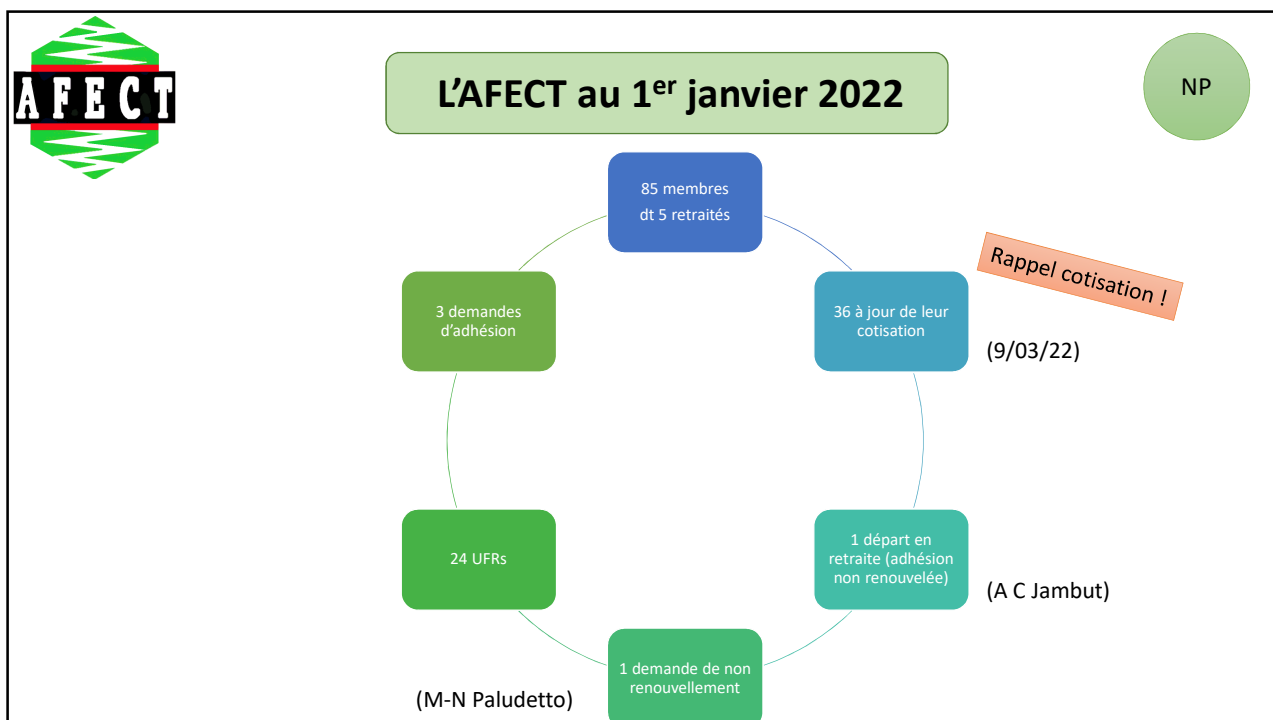 AFECT
L'AFECT au 1er janvier 2022
NP
85 membres
dt 5 retraités
Rappel cotisation !
36 à jour de leur
cotisation
(9/03/22)
1 départ en
retraite (adhésion
non renouvelée)
(A C Jambut)
1 demande de non
renouvellement
(M-N Paludetto)
24 UFRs
3 demandes
d'adhésion